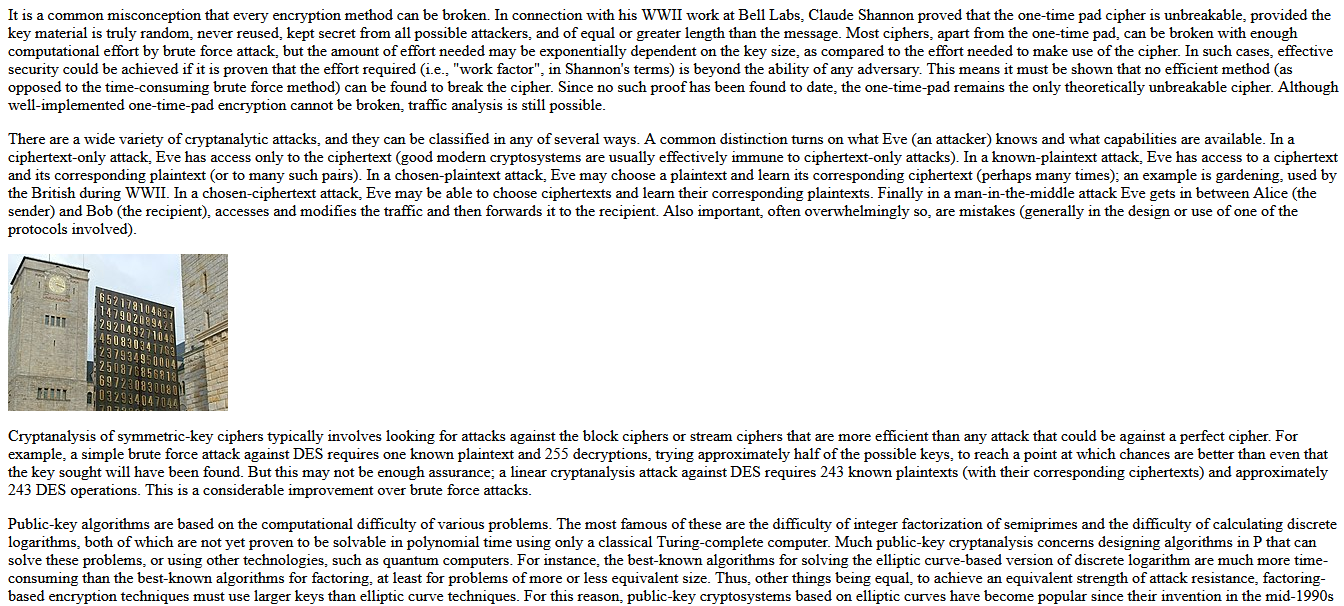 It is a common misconception that every encryption method can be broken. In connection with his WWII work at Bell Labs, Claude Shannon proved that the one-time pad cipher is unbreakable, provided the
key material is truly random, never reused, kept secret from all possible attackers, and of equal or greater length than the message. Most ciphers, apart from the one-time pad, can be broken with enough
computational effort by brute force attack, but the amount of effort needed may be exponentially dependent on the key size, as compared to the effort needed to make use of the cipher. In such cases, effective
security could be achieved if it is proven that the effort required (i.e., "work factor", in Shannon's terms) is beyond the ability of any adversary. This means it must be shown that no efficient method (as
opposed to the time-consuming brute force method) can be found to break the cipher. Since no such proof has been found to date, the one-time-pad remains the only theoretically unbreakable cipher. Although
well-implemented one-time-pad encryption cannot be broken, traffic analysis is still possible.
There are a wide variety of cryptanalytic attacks, and they can be classified in any of several ways. A common distinction turns on what Eve (an attacker) knows and what capabilities are available. In a
ciphertext-only attack, Eve has access only to the ciphertext (good modern cryptosystems are usually effectively immune to ciphertext-only attacks). In a known-plaintext attack, Eve has access to a ciphertext
and its corresponding plaintext (or to many such pairs). In a chosen-plaintext attack, Eve may choose a plaintext and learn its corresponding ciphertext (perhaps many times); an example is gardening, used by
the British during WWII. In a chosen-ciphertext attack, Eve may be able to choose ciphertexts and learn their corresponding plaintexts. Finally in a man-in-the-middle attack Eve gets in between Alice (the
sender) and Bob (the recipient), accesses and modifies the traffic and then forwards it to the recipient. Also important, often overwhelmingly so, are mistakes (generally in the design or use of one of the
protocols involved).
652178104637
147902089421
292049271046
450830341763
237934950004
250876856818
697230830680
032934047044
Cryptanalysis of symmetric-key ciphers typically involves looking for attacks against the block ciphers or stream ciphers that are more efficient than any attack that could be against a perfect cipher. For
example, a simple brute force attack against DES requires one known plaintext and 255 decryptions, trying approximately half of the possible keys, to reach a point at which chances are better than even that
the key sought will have been found. But this may not be enough assurance; a linear cryptanalysis attack against DES requires 243 known plaintexts (with their corresponding ciphertexts) and approximately
243 DES operations. This is a considerable improvement over brute force attacks.
Public-key algorithms are based on the computational difficulty of various problems. The most famous of these are the difficulty of integer factorization of semiprimes and the difficulty of calculating discrete
logarithms, both of which are not yet proven to be solvable in polynomial time using only a classical Turing-complete computer. Much public-key cryptanalysis concerns designing algorithms in P that can
solve these problems, or using other technologies, such as quantum computers. For instance, the best-known algorithms for solving the elliptic curve-based version of discrete logarithm are much more time-
consuming than the best-known algorithms for factoring, at least for problems of more or less equivalent size. Thus, other things being equal, to achieve an equivalent strength of attack resistance, factoring-
based encryption techniques must use larger keys than elliptic curve techniques. For this reason, public-key cryptosystems based on elliptic curves have become popular since their invention in the mid-1990s